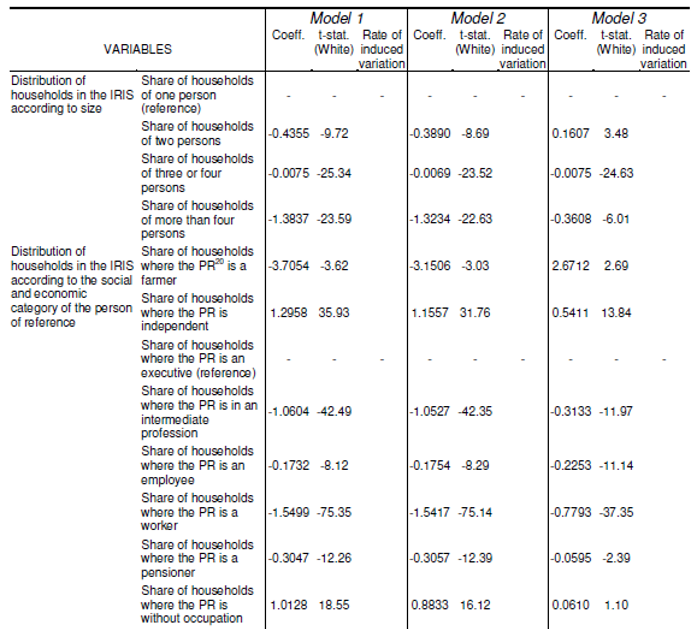 Model 1 Model 2 Model 3
VARIABLES
Coeff. t-stat. (White) Rate of induced variation Coeff. t-stat. (White) Rate of induced variation Coeff. t-stat. (White) Rate of induced variation
Distribution of households in the IRIS according to size
Share of households of one person (reference) - - - - - - - - -
Share of households of two persons -0.4355 -9.72 -0.3890 -8.69 0.1607 3.48
Share of households of three or four persons -0.0075 -25.34 -0.0069 -23.52 -0.0075 -24.63
Share of households of more than four persons -1.3837 -23.59 -1.3234 -22.63 -0.3608 -6.01
Distribution of households in the IRIS according to the social and economic category of the person of reference
Share of households where the PR20 is a farmer -3.7054 -3.62 -3.1506 -3.03 2.6712 2.69
Share of households where the PR is independent 1.2958 35.93 1.1557 31.76 0.5411 13.84
Share of households where the PR is an executive (reference) - - - - - - - - -
Share of households where the PR is in an intermediate profession -1.0604 -42.49 -1.0527 -42.35 -0.3133 -11.97
Share of households where the PR is an employee -0.1732 -8.12 -0.1754 -8.29 -0.2253 -11.14
Share of households where the PR is a worker -1.5499 -75.35 -1.5417 -75.14 -0.7793 -37.35
Share of households where the PR is a pensioner -0.3047 -12.26 -0.3057 -12.39 -0.0595 -2.39
Share of households where the PR is without occupation 1.0128 18.55 0.8833 16.12 0.0610 1.10